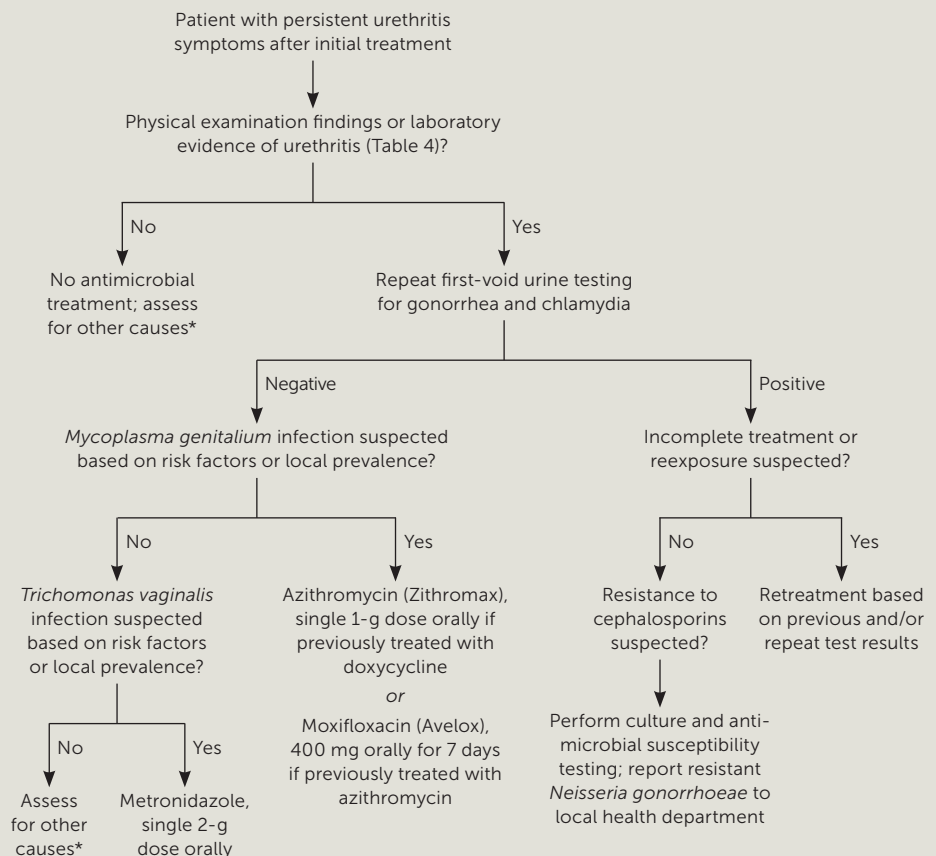 Patient with persistent urethritis
symptoms after initial treatment
Physical examination findings or laboratory
evidence of urethritis (Table 4)?
No
Yes
No antimicrobial
treatment; assess
for other causes*
Repeat first-void urine testing
for gonorrhea and chlamydia
Negative
Positive
Mycoplasma genitalium infection suspected
based on risk factors or local prevalence?
Incomplete treatment or
reexposure suspected?
No
Yes
No
Yes
Trichomonas vaginalis
infection suspected
based on risk factors
or local prevalence?
Azithromycin (Zithromax),
single 1-g dose orally if
previously treated with
doxycycline
or
Moxifloxacin (Avelox),
400 mg orally for 7 days
if previously treated with
azithromycin
Resistance to
cephalosporins
suspected?
Retreatment based
on previous and/or
repeat test results
Perform culture and anti-
microbial susceptibility
testing; report resistant
Neisseria gonorrhoeae to
local health department
No
Yes
Assess
for other
causes*
Metronidazole,
single 2-g
dose orally